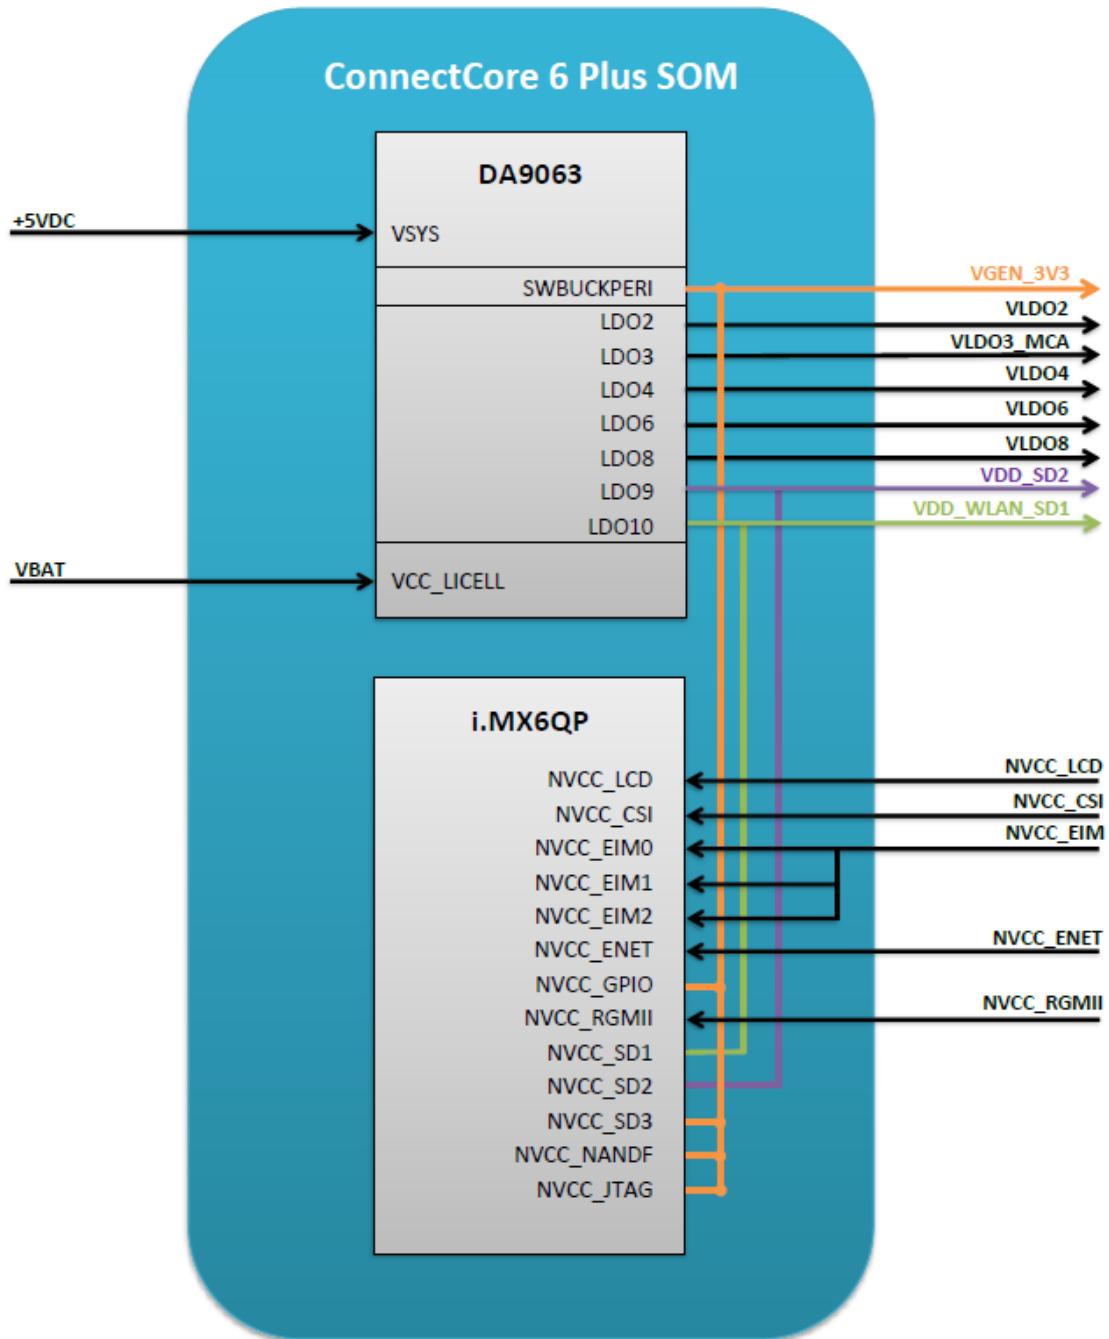 ConnectCore 6 Plus SOM
DA9063
+5VDC
VSYS
SWBUCKPERI
VGEN_3V3
LDO2
VLDO2
LDO3
VLDO3_MCA
LDO4
VLDO4
LDO6
VLDO6
LDO8
VLDO8
LDO9
VDD_SD2
LDO10
VDD_WLAN_SD1
VBAT
VCC_LICELL
i.MX6QP
NVCC_LCD
NVCC_LCD
NVCC_CSI
NVCC_CSI
NVCC_EIM0
NVCC_EIM
NVCC_EIM1
NVCC_EIM2
NVCC_ENET
NVCC_ENET
NVCC_GPIO
NVCC_RGMII
NVCC_RGMII
NVCC_SD1
NVCC_SD2
NVCC_SD3
NVCC_NANDF
NVCC_JTAG